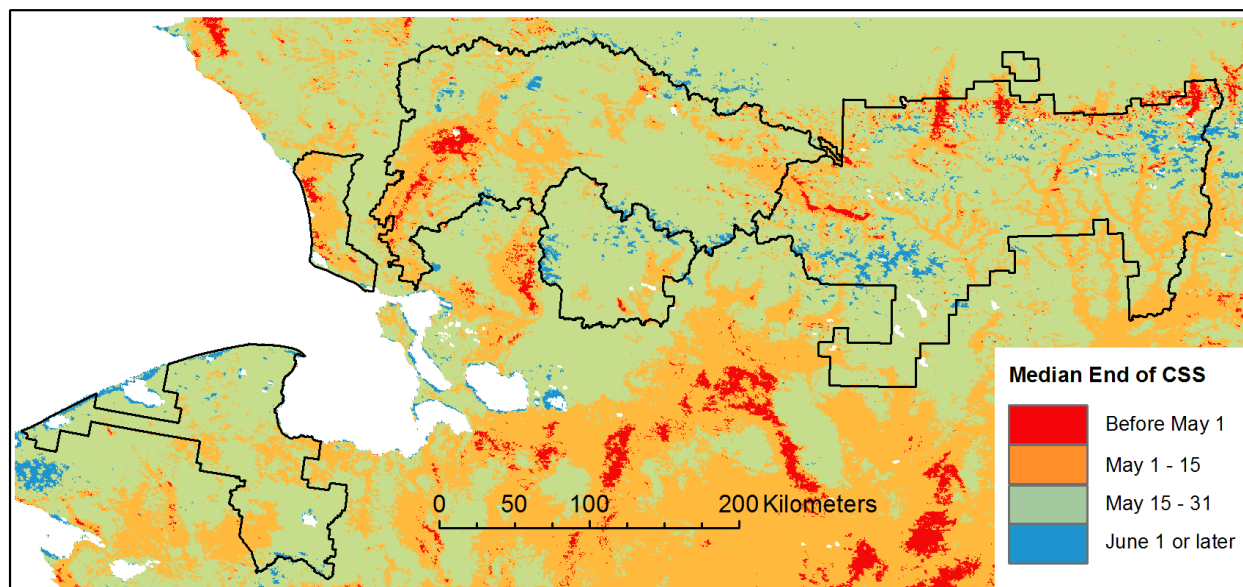 Median End of CSS
Before May 1
May 1 - 15
May 15 - 31
June 1 or later
0 50 100 200 Kilometers